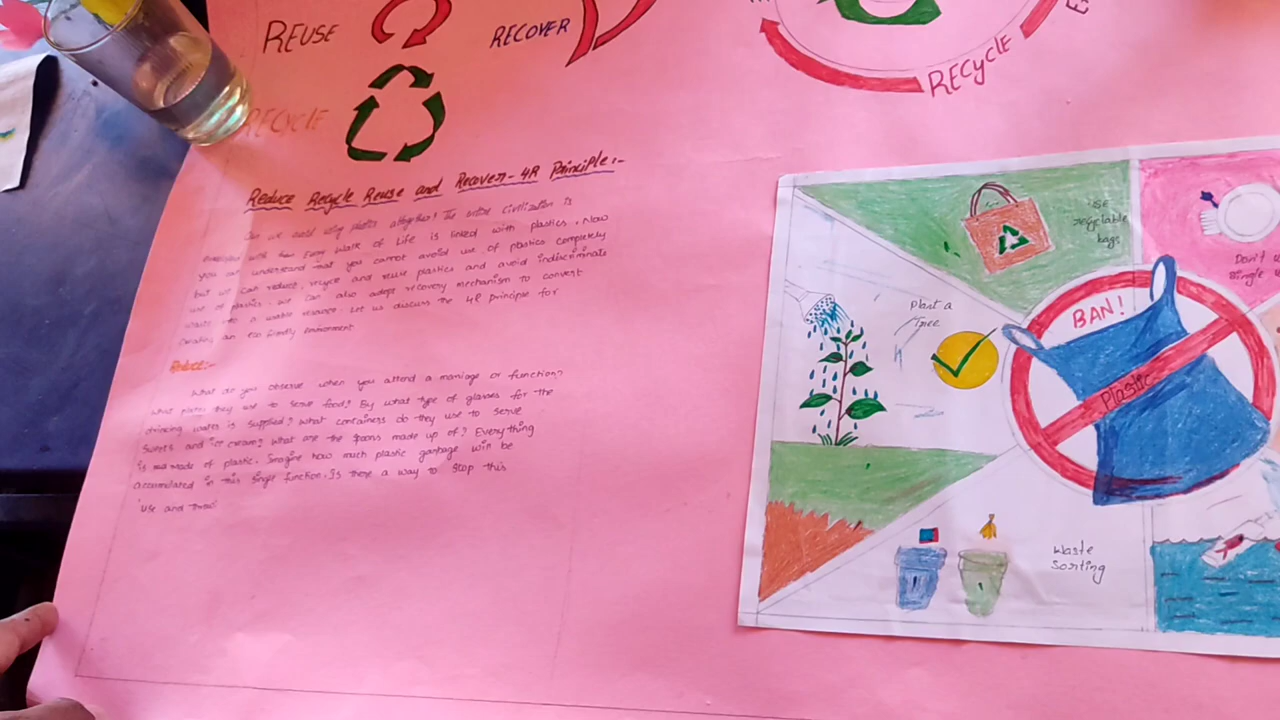 REUSE
RECOVER
RECYCLE
RECYCLE
Reduce Recycle Reuse and Recover-4R Principle:-
we avoid using plastics altogether? The entire civilization is
with Every walk of Life is linked with plastics. Now
you can understand that you cannot avoid use of plastics completely
but we can reduce, recycle and reuse plastics and avoid indiscriminate
use of plastics. we can also adopt recovery mechanism to convert
waste into a usable resource. Let us discuss the 4R principle for
creating an eco friendly Environment
Reduce:-
What do you observe when you attend a marriage or function?
what plates they use to serve food? By what type of glasses for the
drinking water is supplied? what containers do they use to serve
Sweets and ice cream? What are the spoons made up of? Every thing
is made of plastic. Imagine how much plastic garbage will be
accumulated in this single function. Is there a way to stop this
'use and throw'
USE
recyclable
bags
Don't u
Single u
Plant a
Tree
BAN!
Plastic
Waste
Sorting